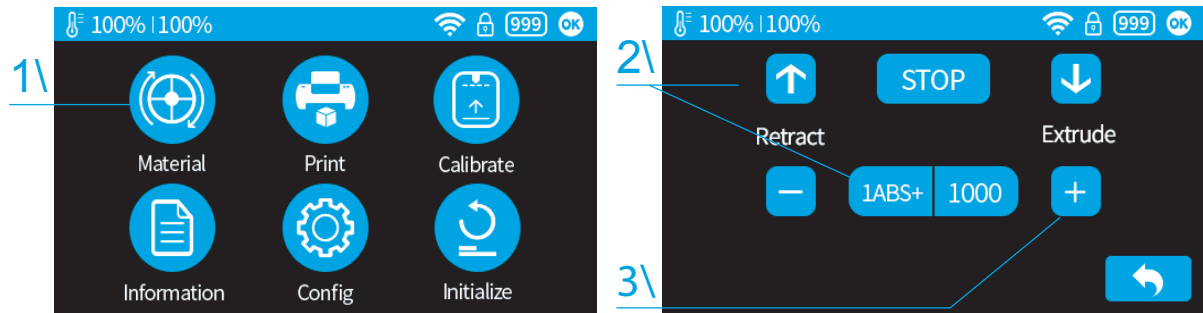 100% | 100% 999 OK
1\
Material Print Calibrate
Information Config Initialize
100% | 100% 999 OK
2\
STOP
Retract Extrude
1ABS+ 1000
3\